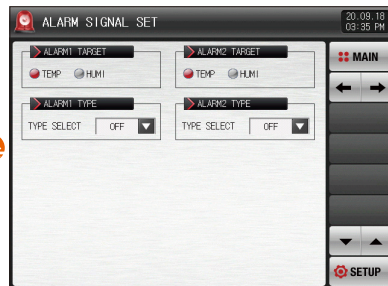 ALARM SIGNAL SET
20.09.18
03:35 PM
ALARM1 TARGET
ALARM2 TARGET
TEMP HUMI
TEMP HUMI
ALARM1 TYPE
ALARM2 TYPE
TYPE SELECT OFF
TYPE SELECT OFF
MAIN
SETUP